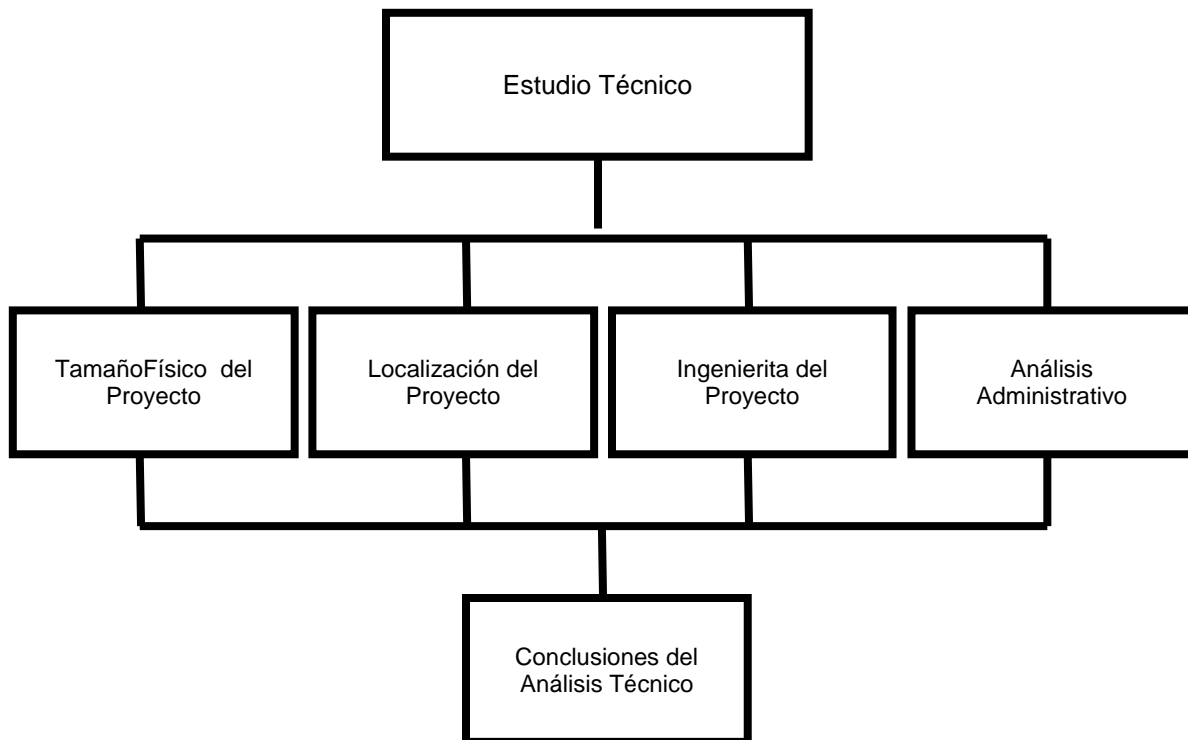 Estudio Técnico
TamañoFísico del
Proyecto
Localización del
Proyecto
Ingenierita del
Proyecto
Análisis
Administrativo
Conclusiones del
Análisis Técnico